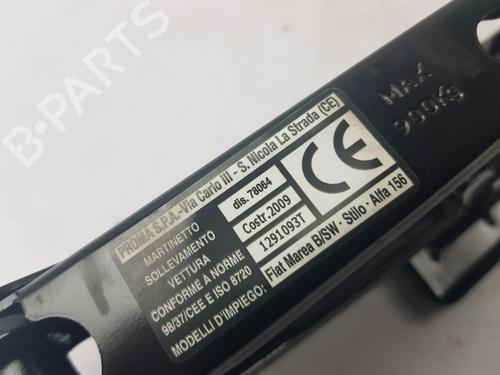 B-PARTS
MAX
900Kg
PROMA S.P.A.-Via Carlo III - S. Nicola La Strada (CE)
MARTINETTO
SOLLEVAMENTO
VETTURA
dis. 78064
Costr.2009
1291093T
CE
CONFORME A NORME
98/37/CEE E ISO 8720
MODELLI D'IMPIEGO:
Fiat Marea B/SW · Stilo · Alfa 156